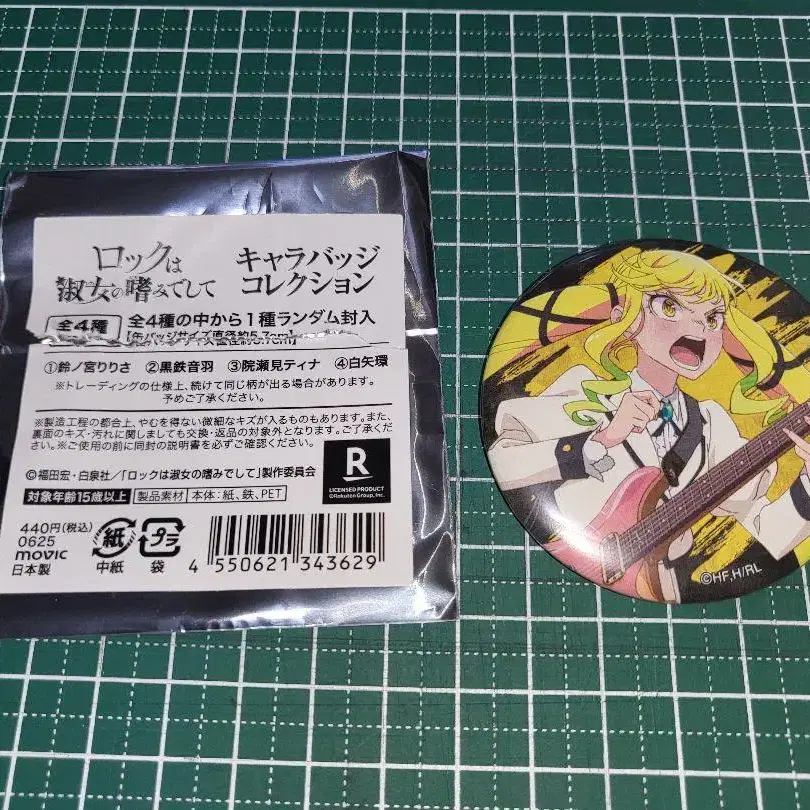 ロックは
淑女の嗜みでして
キャラバッジ
コレクション
全4種
全4種の中から1種ランダム封入
①鈴ノ宮りりさ ②黒鉄音羽 ③院瀬見ティナ ④白矢環
※トレーディングの仕様上、続けて同じ柄が出る場合があります。
予めご了承ください。
※製造工程の都合上、やむを得ない微細なキズが入るものもあります。また、
裏面のキズ・汚れに関しましても交換・返品の対象外となります。ご了承くだ
さい。※ご使用の前に同封の説明書を必ずご確認ください。
©福田宏・白泉社/「ロックは淑女の嗜みでして」製作委員会
対象年齢15歳以上 製品素材 本体:紙、鉄、PET
R
LICENSED PRODUCT
©Rakuten Group, Inc.
440円(税込)
0625
movic
日本製
紙
中紙
プラ
袋
4 550621 343629
©HF,H/RL